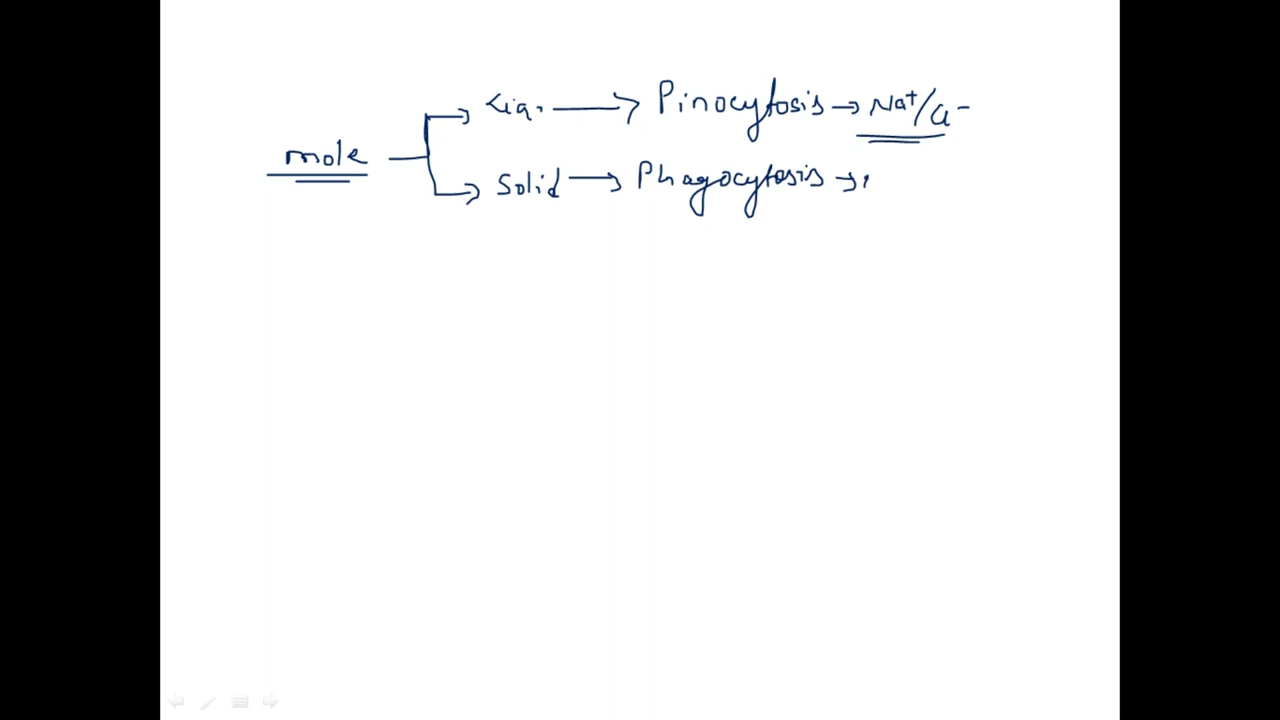 Liq. → Pinocytosis → Na⁺/Cl⁻
mole
Solid → Phagocytosis →